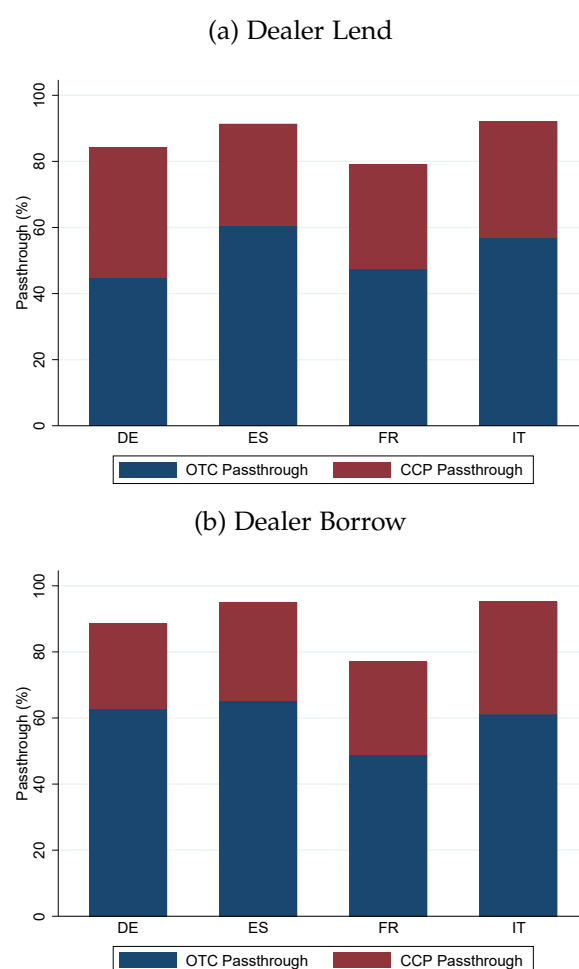 (a) Dealer Lend
Passthrough (%)
100
80
60
40
20
0
DE ES FR IT
OTC Passthrough CCP Passthrough
(b) Dealer Borrow
Passthrough (%)
100
80
60
40
20
0
DE ES FR IT
OTC Passthrough CCP Passthrough